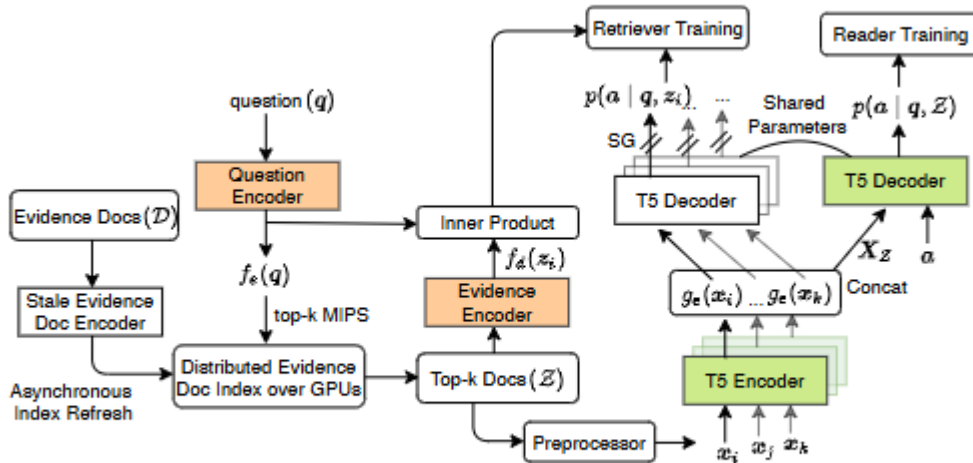 Retriever Training
Reader Training
question (q)
p(a | q, z_i)
...
...
Shared
Parameters
p(a | q, Z)
SG
Question
Encoder
T5 Decoder
T5 Decoder
Evidence Docs (D)
Inner Product
f_e(q)
f_d(z_i)
X_Z
a
g_e(x_i) ... g_e(x_k)
Concat
Stale Evidence
Doc Encoder
top-k MIPS
Evidence
Encoder
Distributed Evidence
Doc Index over GPUs
Top-k Docs (Z)
T5 Encoder
Asynchronous
Index Refresh
Preprocessor
x_i x_j x_k